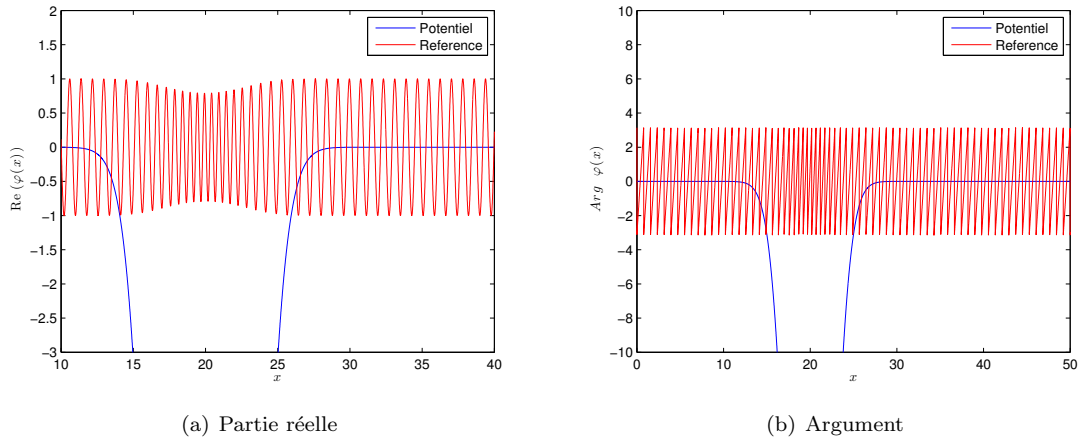 2
1.5
1
0.5
0
−0.5
−1
−1.5
−2
−2.5
−3
10 15 20 25 30 35 40
x
Re (φ(x))
Potentiel
Reference
(a) Partie réelle
10
8
6
4
2
0
−2
−4
−6
−8
−10
0 10 20 30 40 50
x
Arg φ(x)
Potentiel
Reference
(b) Argument